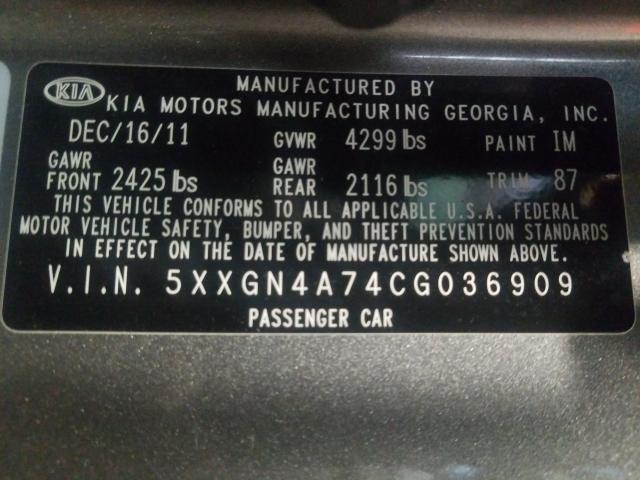 MANUFACTURED BY
KIA KIA MOTORS MANUFACTURING GEORGIA, INC.
DEC/16/11 GVWR 4299 lbs PAINT IM
GAWR FRONT 2425 lbs GAWR REAR 2116 lbs TRIM 87
THIS VEHICLE CONFORMS TO ALL APPLICABLE U.S.A. FEDERAL
MOTOR VEHICLE SAFETY, BUMPER, AND THEFT PREVENTION STANDARDS
IN EFFECT ON THE DATE OF MANUFACTURE SHOWN ABOVE.
V.I.N. 5XXGN4A74CG036909
PASSENGER CAR